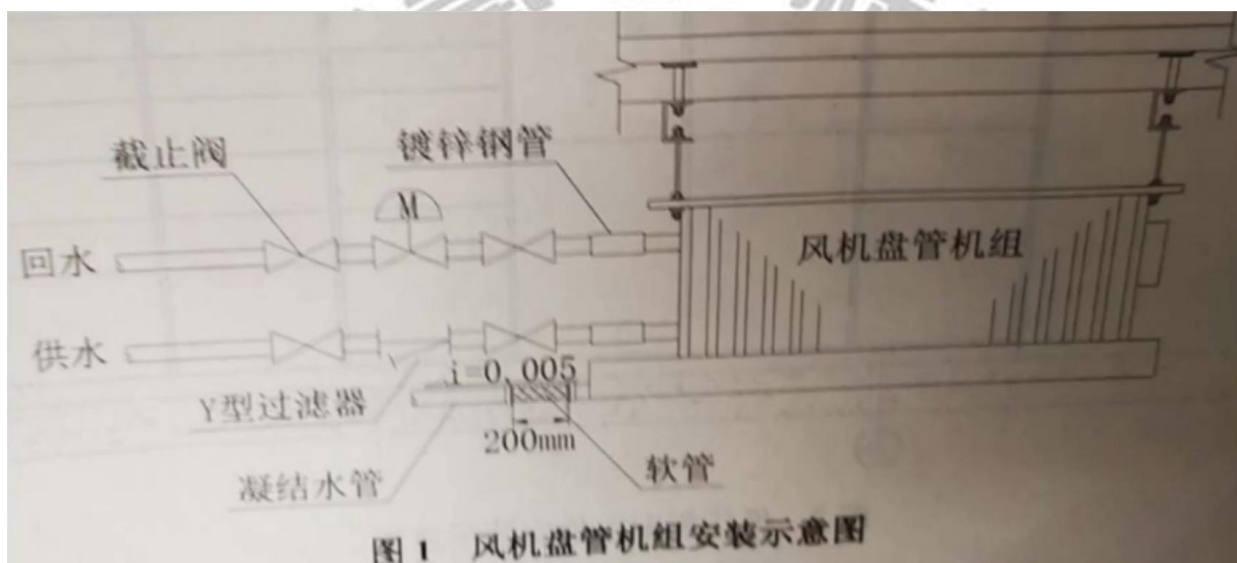 截止阀
镀锌钢管
M
回水
风机盘管机组
供水
i=0.005
Y型过滤器
200mm
凝结水管
软管
图1 风机盘管机组安装示意图